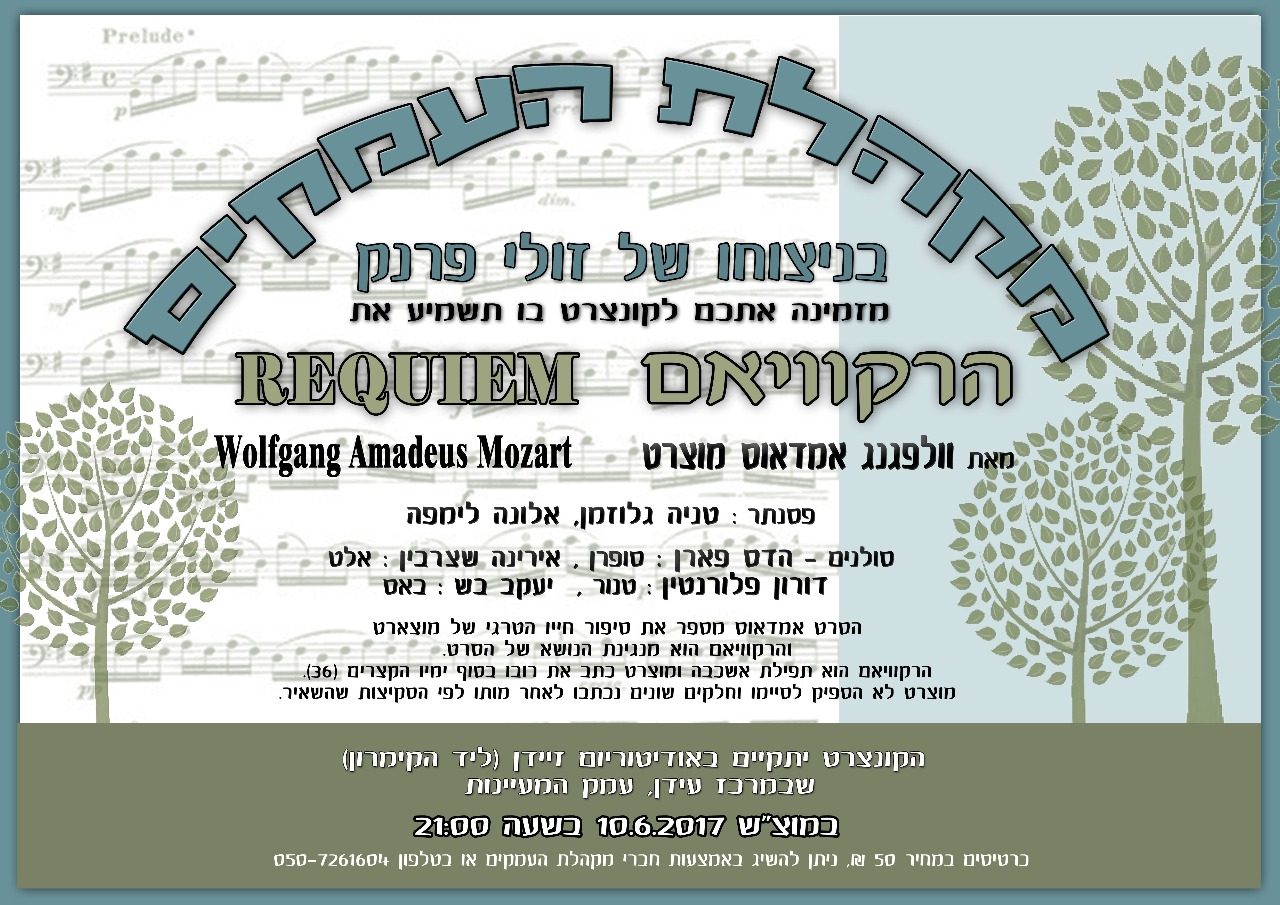 Prelude
מקהלת העמקים
בניצוחו של זולי פרנק
מזמינה אתכם לקונצרט בו תשמיע את
הרקוויאם REQUIEM
מאת וולפגנג אמדאוס מוצרט Wolfgang Amadeus Mozart
פסנתר : טניה גלוזמן, אלונה לימפה
סולנים – הדס פארן : סופרן , אירינה שצרבין : אלט
דורון פלורנטין : טנור , יעקב בש : באס
הסרט אמדאוס מספר את סיפור חייו הטרגי של מוצארט
והרקוויאם הוא מנגינת הנושא של הסרט.
הרקוויאם הוא תפילת אשכבה ומוצרט כתב את רובו בסוף ימיו הקצרים (36).
מוצרט לא הספיק לסיימו וחלקים שונים נכתבו לאחר מותו לפי הסקיצות שהשאיר.
הקונצרט יתקיים באודיטוריום זיידן (ליד הקימרון)
שבמרכז עידן, עמק המעיינות
במוצ"ש 10.6.2017 בשעה 21:00
כרטיסים במחיר 50 ₪, ניתן להשיג באמצעות חברי מקהלת העמקים או בטלפון 050-7261604